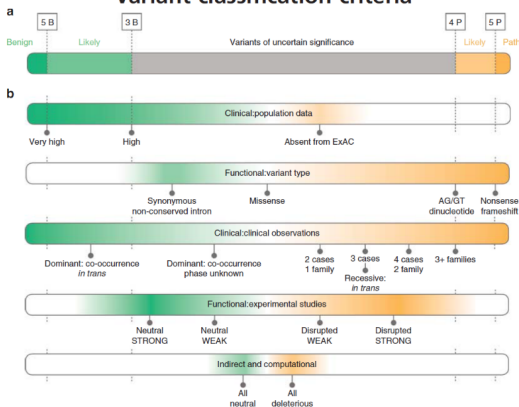 a
5 B
3 B
4 P
5 P
Benign
Likely
Variants of uncertain significance
Likely
b
Clinical:population data
Very high
High
Absent from ExAC
Functional:variant type
Synonymous
non-conserved intron
Missense
AG/GT
dinucleotide
Nonsense
frameshift
Clinical:clinical observations
Dominant: co-occurrence
in trans
Dominant: co-occurrence
phase unknown
2 cases
1 family
3 cases
Recessive:
in trans
4 cases
2 family
3+ families
Functional:experimental studies
Neutral
STRONG
Neutral
WEAK
Disrupted
WEAK
Disrupted
STRONG
Indirect and computational
All
neutral
All
deleterious